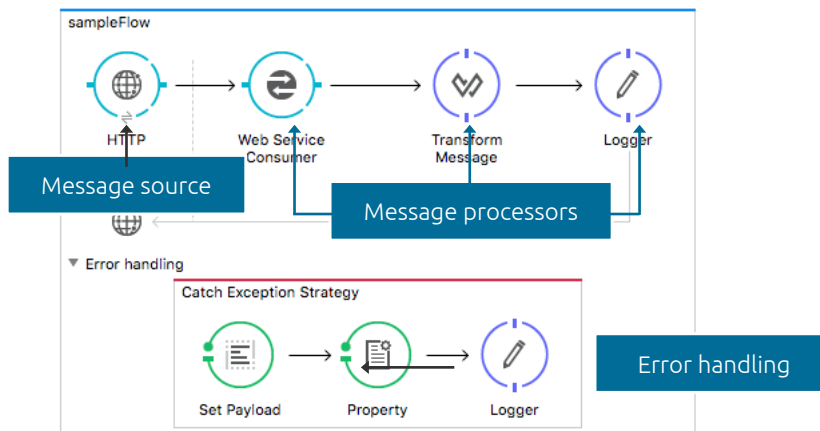 sampleFlow
HTTP
Web Service
Consumer
Transform
Message
Logger
Message source
Message processors
Error handling
Catch Exception Strategy
Set Payload
Property
Logger
Error handling